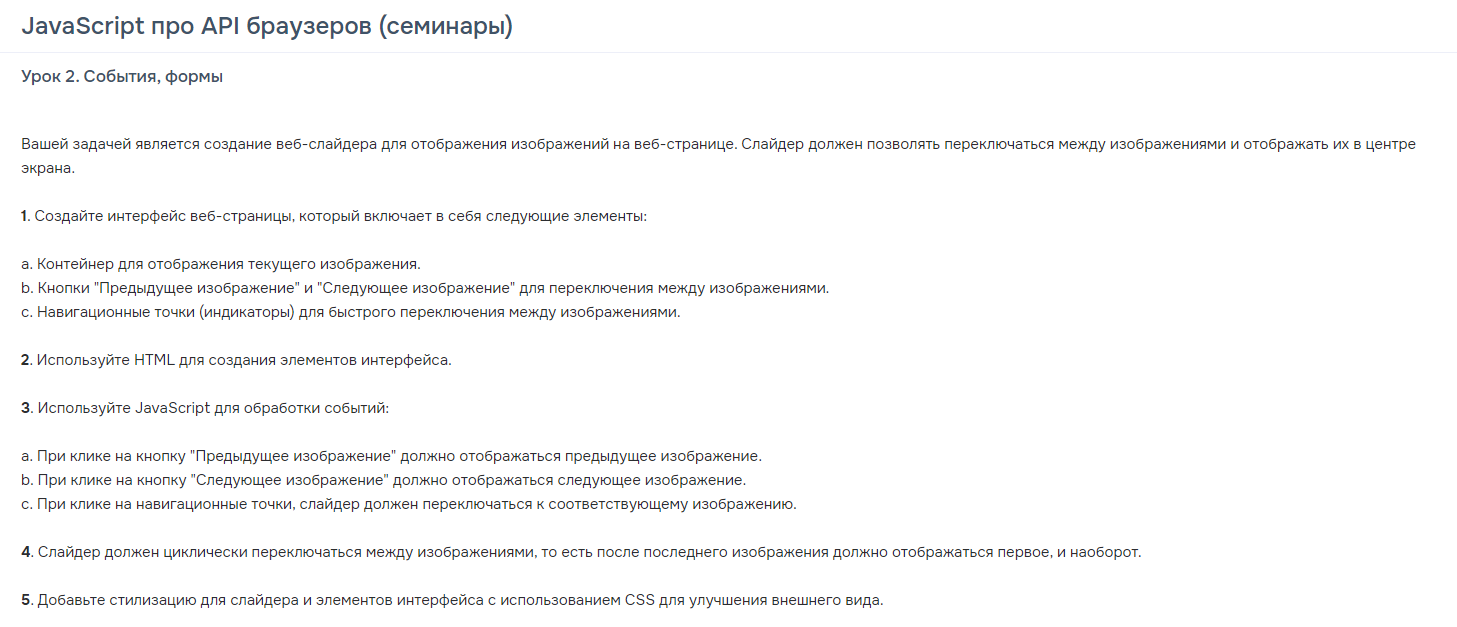 JavaScript про API браузеров (семинары)
Урок 2. События, формы
Вашей задачей является создание веб-слайдера для отображения изображений на веб-странице. Слайдер должен позволять переключаться между изображениями и отображать их в центре
экрана.
1. Создайте интерфейс веб-страницы, который включает в себя следующие элементы:
a. Контейнер для отображения текущего изображения.
b. Кнопки "Предыдущее изображение" и "Следующее изображение" для переключения между изображениями.
c. Навигационные точки (индикаторы) для быстрого переключения между изображениями.
2. Используйте HTML для создания элементов интерфейса.
3. Используйте JavaScript для обработки событий:
a. При клике на кнопку "Предыдущее изображение" должно отображаться предыдущее изображение.
b. При клике на кнопку "Следующее изображение" должно отображаться следующее изображение.
c. При клике на навигационные точки, слайдер должен переключаться к соответствующему изображению.
4. Слайдер должен циклически переключаться между изображениями, то есть после последнего изображения должно отображаться первое, и наоборот.
5. Добавьте стилизацию для слайдера и элементов интерфейса с использованием CSS для улучшения внешнего вида.